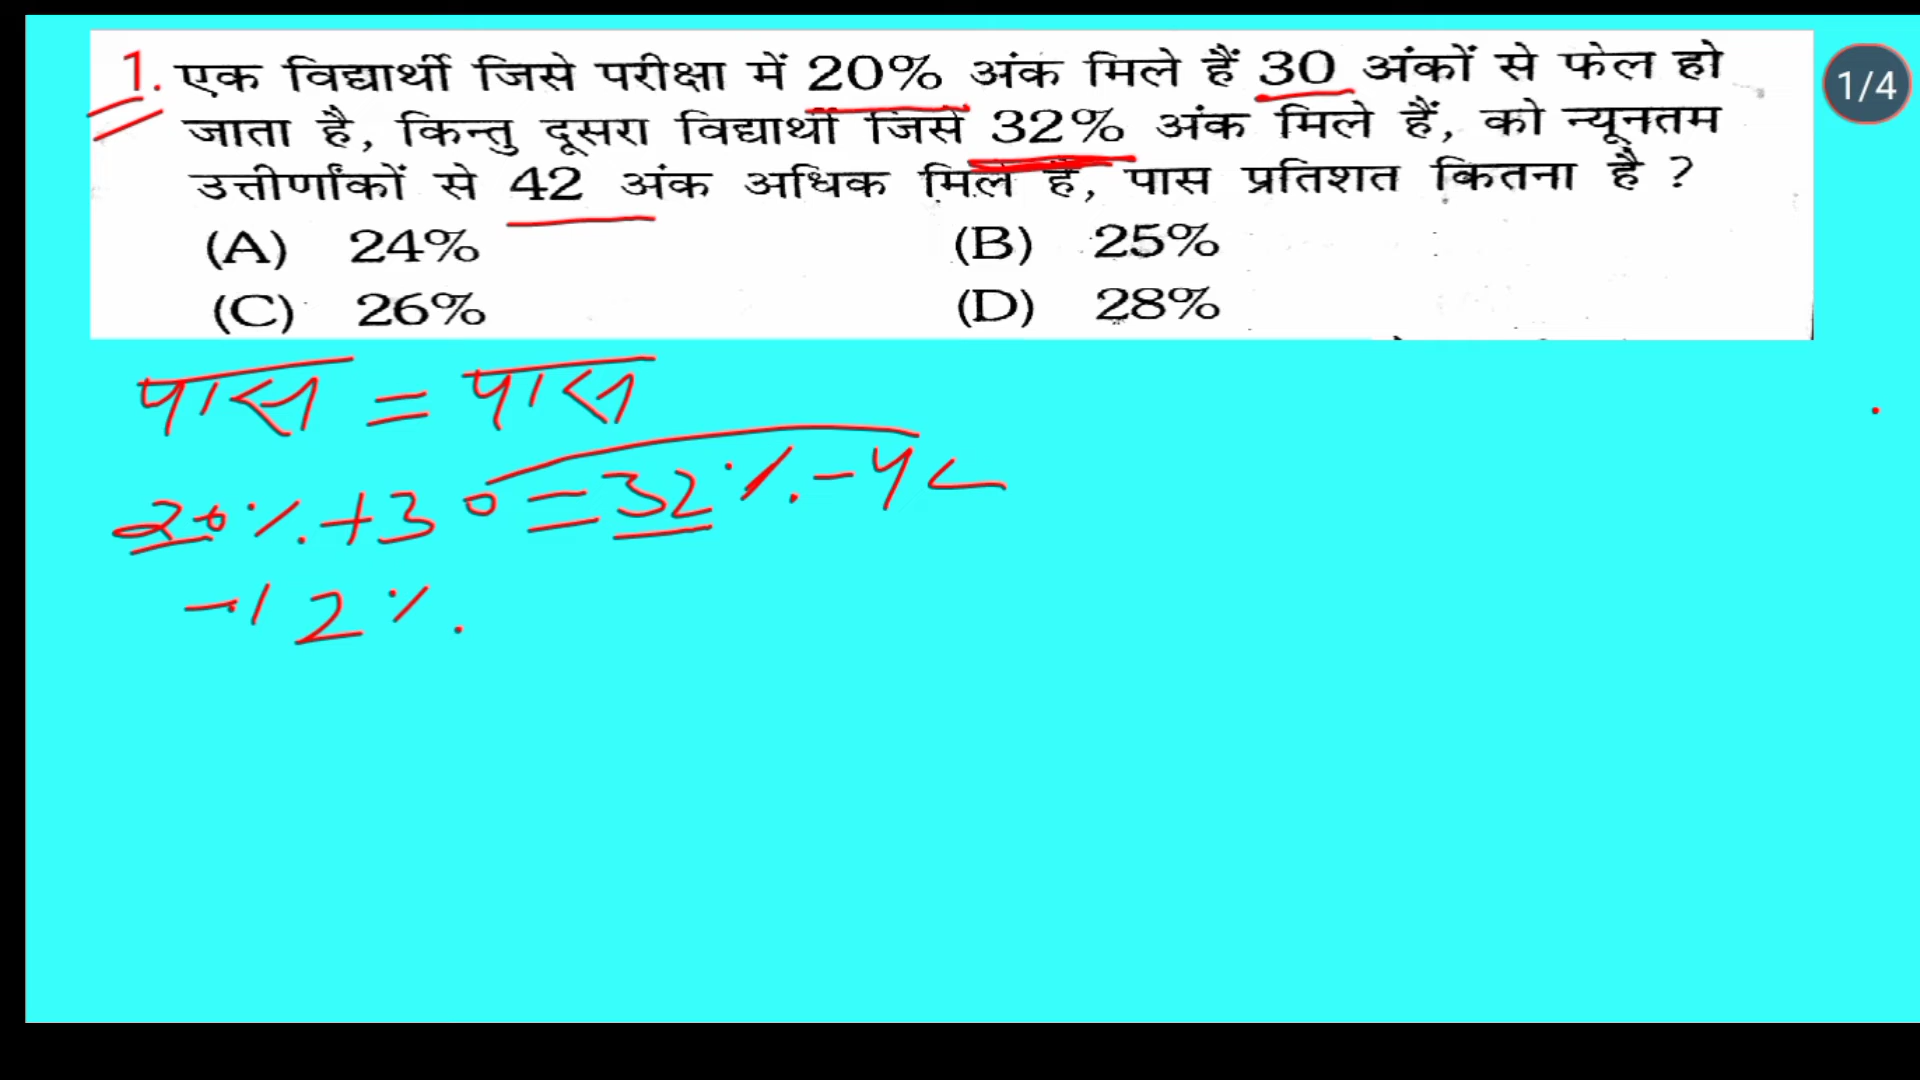 1. एक विद्यार्थी जिसे परीक्षा में 20% अंक मिले हैं 30 अंकों से फेल हो
जाता है, किन्तु दूसरा विद्यार्थी जिसे 32% अंक मिले हैं, को न्यूनतम
उत्तीर्णांकों से 42 अंक अधिक मिले हैं, पास प्रतिशत कितना है ?
(A) 24% (B) 25%
(C) 26% (D) 28%
1/4
पास = पास
20% + 30 = 32% - 42
-12%